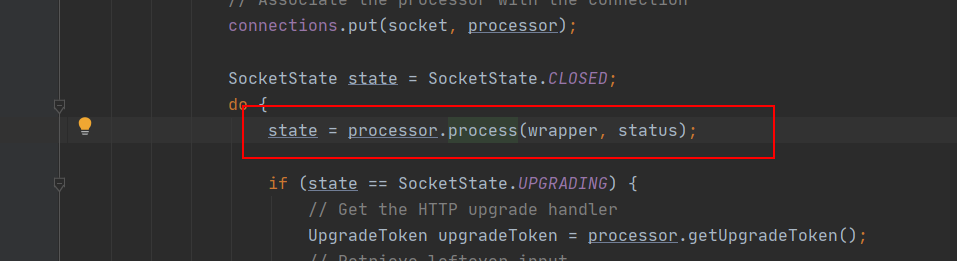 // Associate the processor with the connection
connections.put(socket, processor);
SocketState state = SocketState.CLOSED;
do {
state = processor.process(wrapper, status);
if (state == SocketState.UPGRADING) {
// Get the HTTP upgrade handler
UpgradeToken upgradeToken = processor.getUpgradeToken();
// Retrieve leftover input